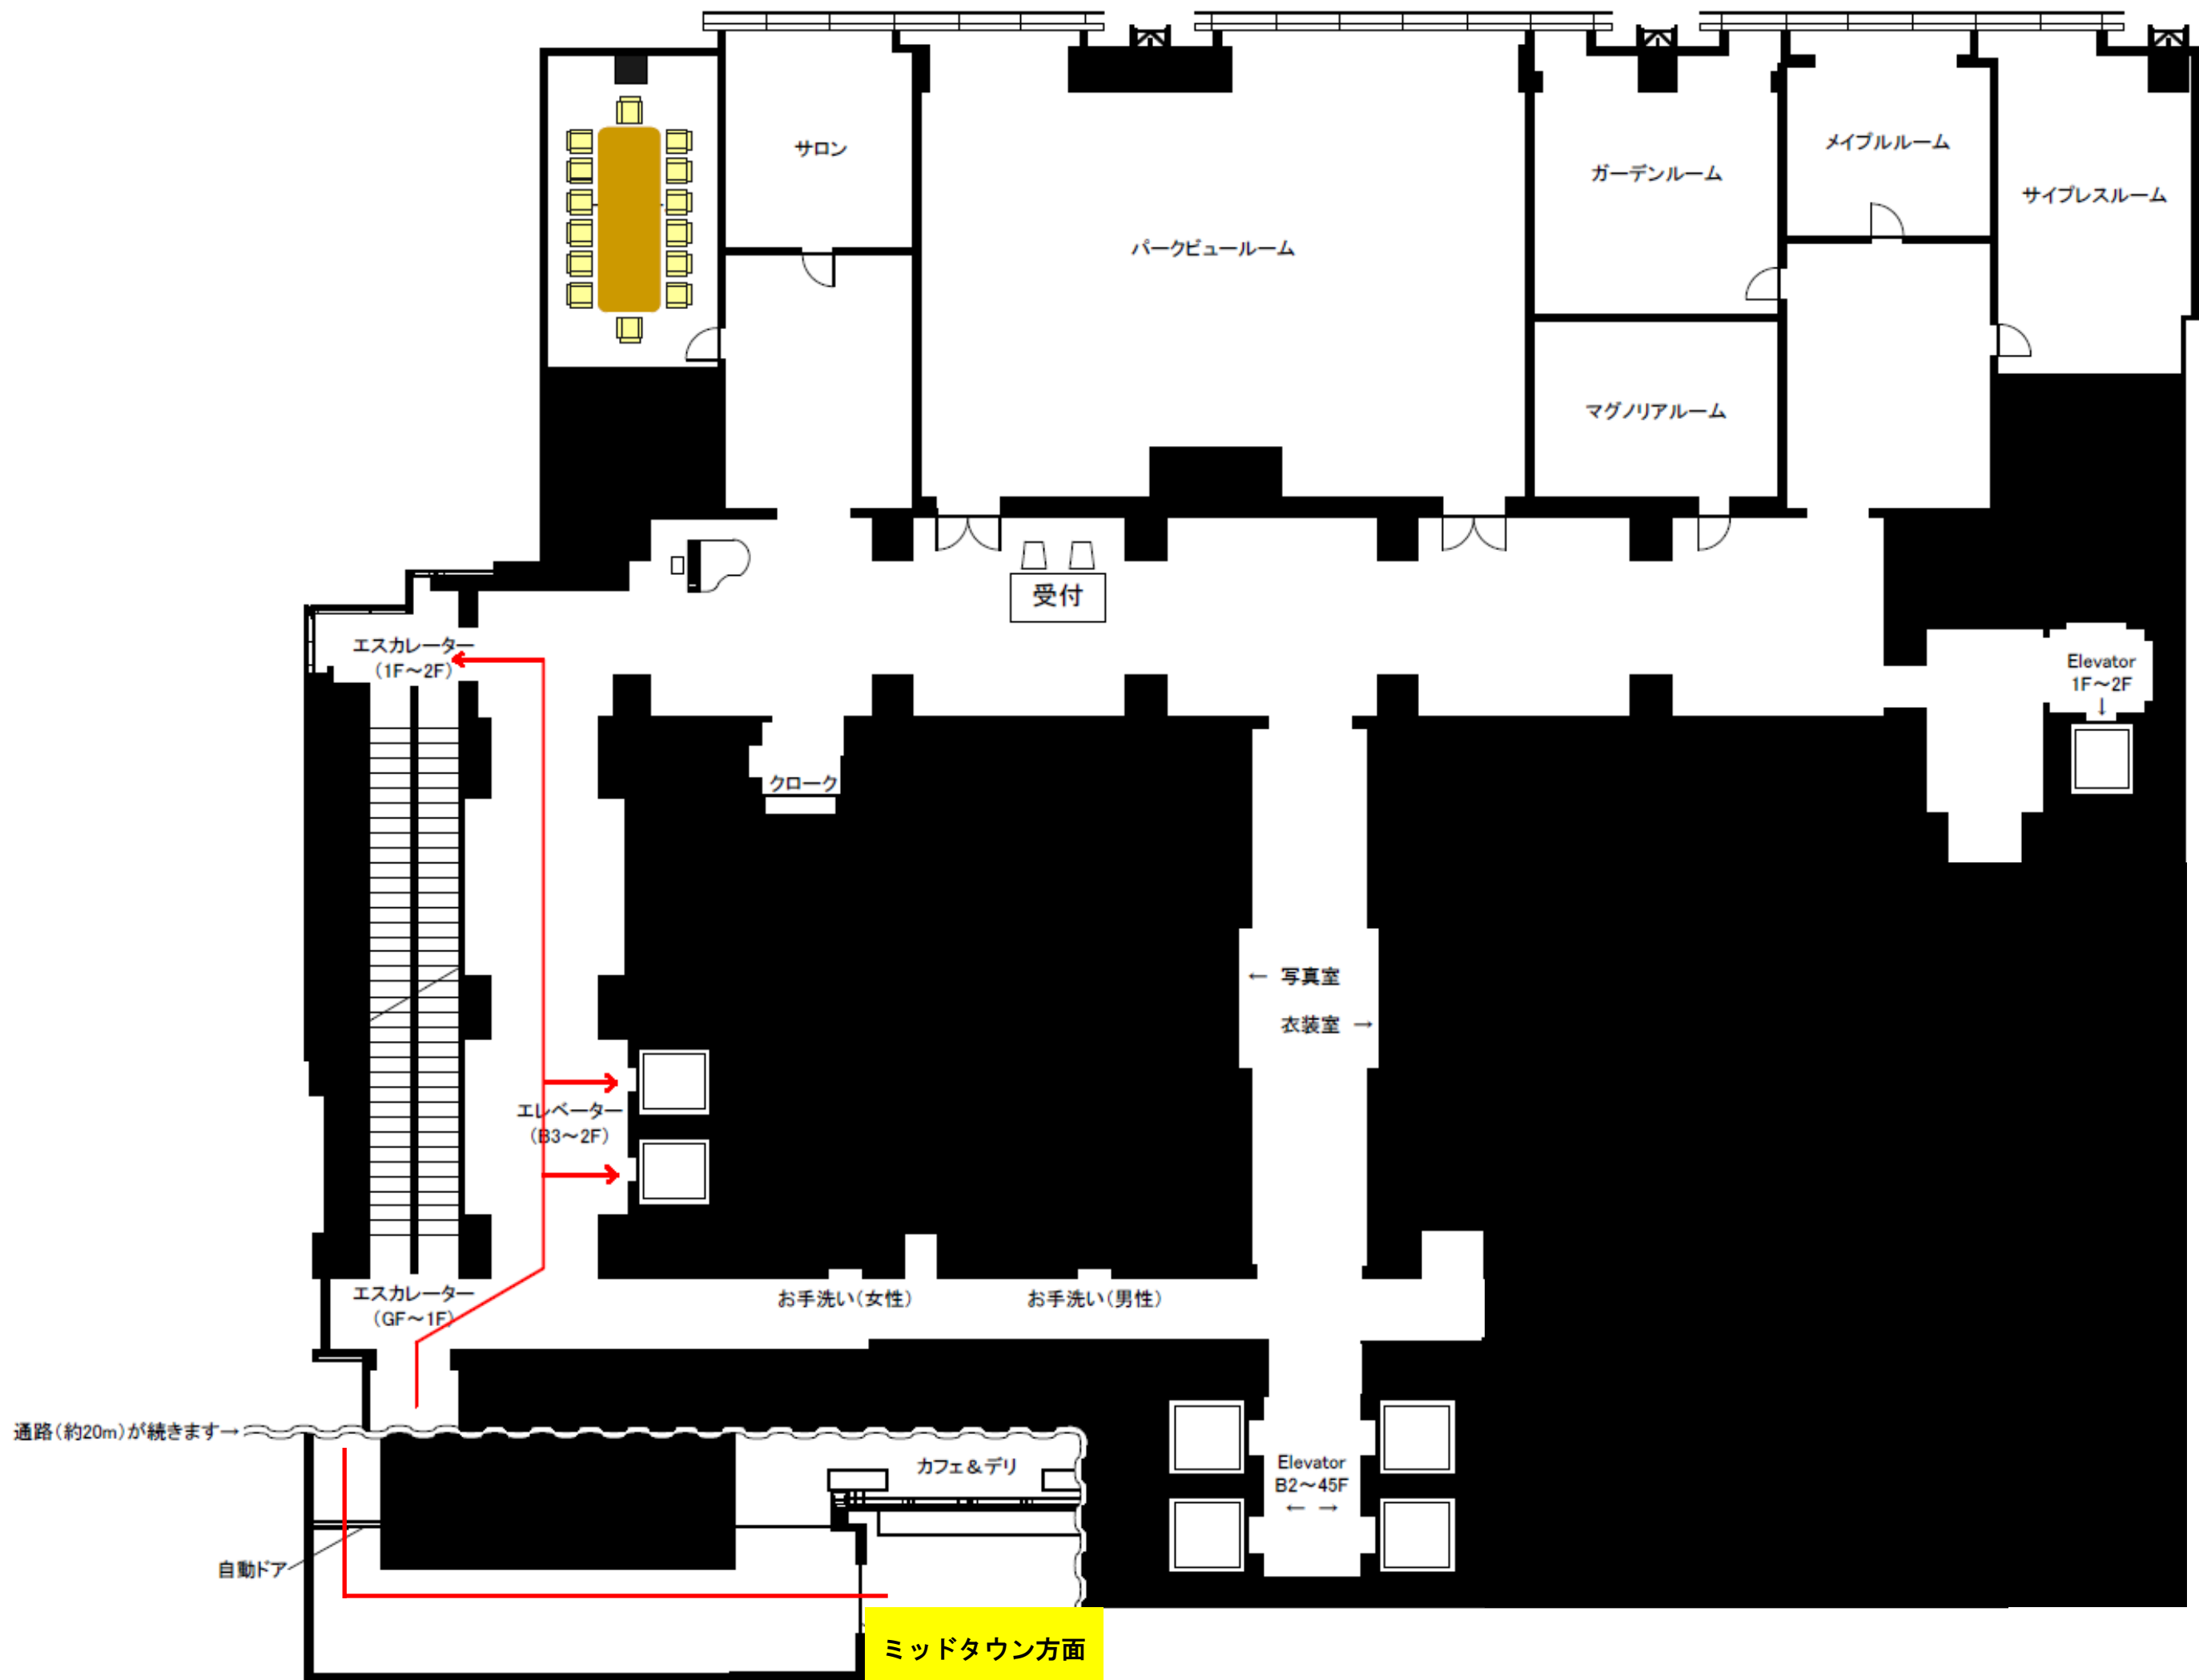 サロン
パークビュールーム
ガーデンルーム
メイプルルーム
サイプレスルーム
マグノリアルーム
受付
エスカレーター
(1F～2F)
Elevator
1F～2F
↓
クローク
← 写真室
衣装室 →
エレベーター
(B3～2F)
エスカレーター
(GF～1F)
お手洗い(女性)
お手洗い(男性)
通路(約20m)が続きます→
カフェ＆デリ
Elevator
B2～45F
← →
自動ドア
ミッドタウン方面